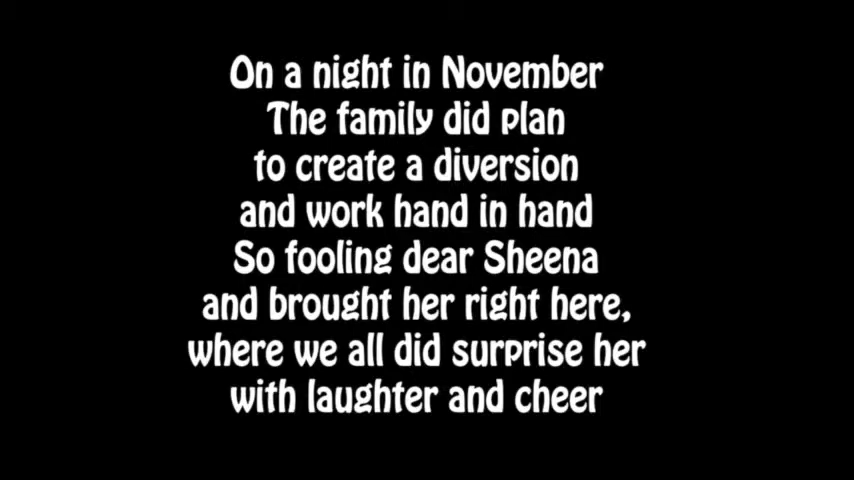 On a night in November
The family did plan
to create a diversion
and work hand in hand
So fooling dear Sheena
and brought her right here,
where we all did surprise her
with laughter and cheer